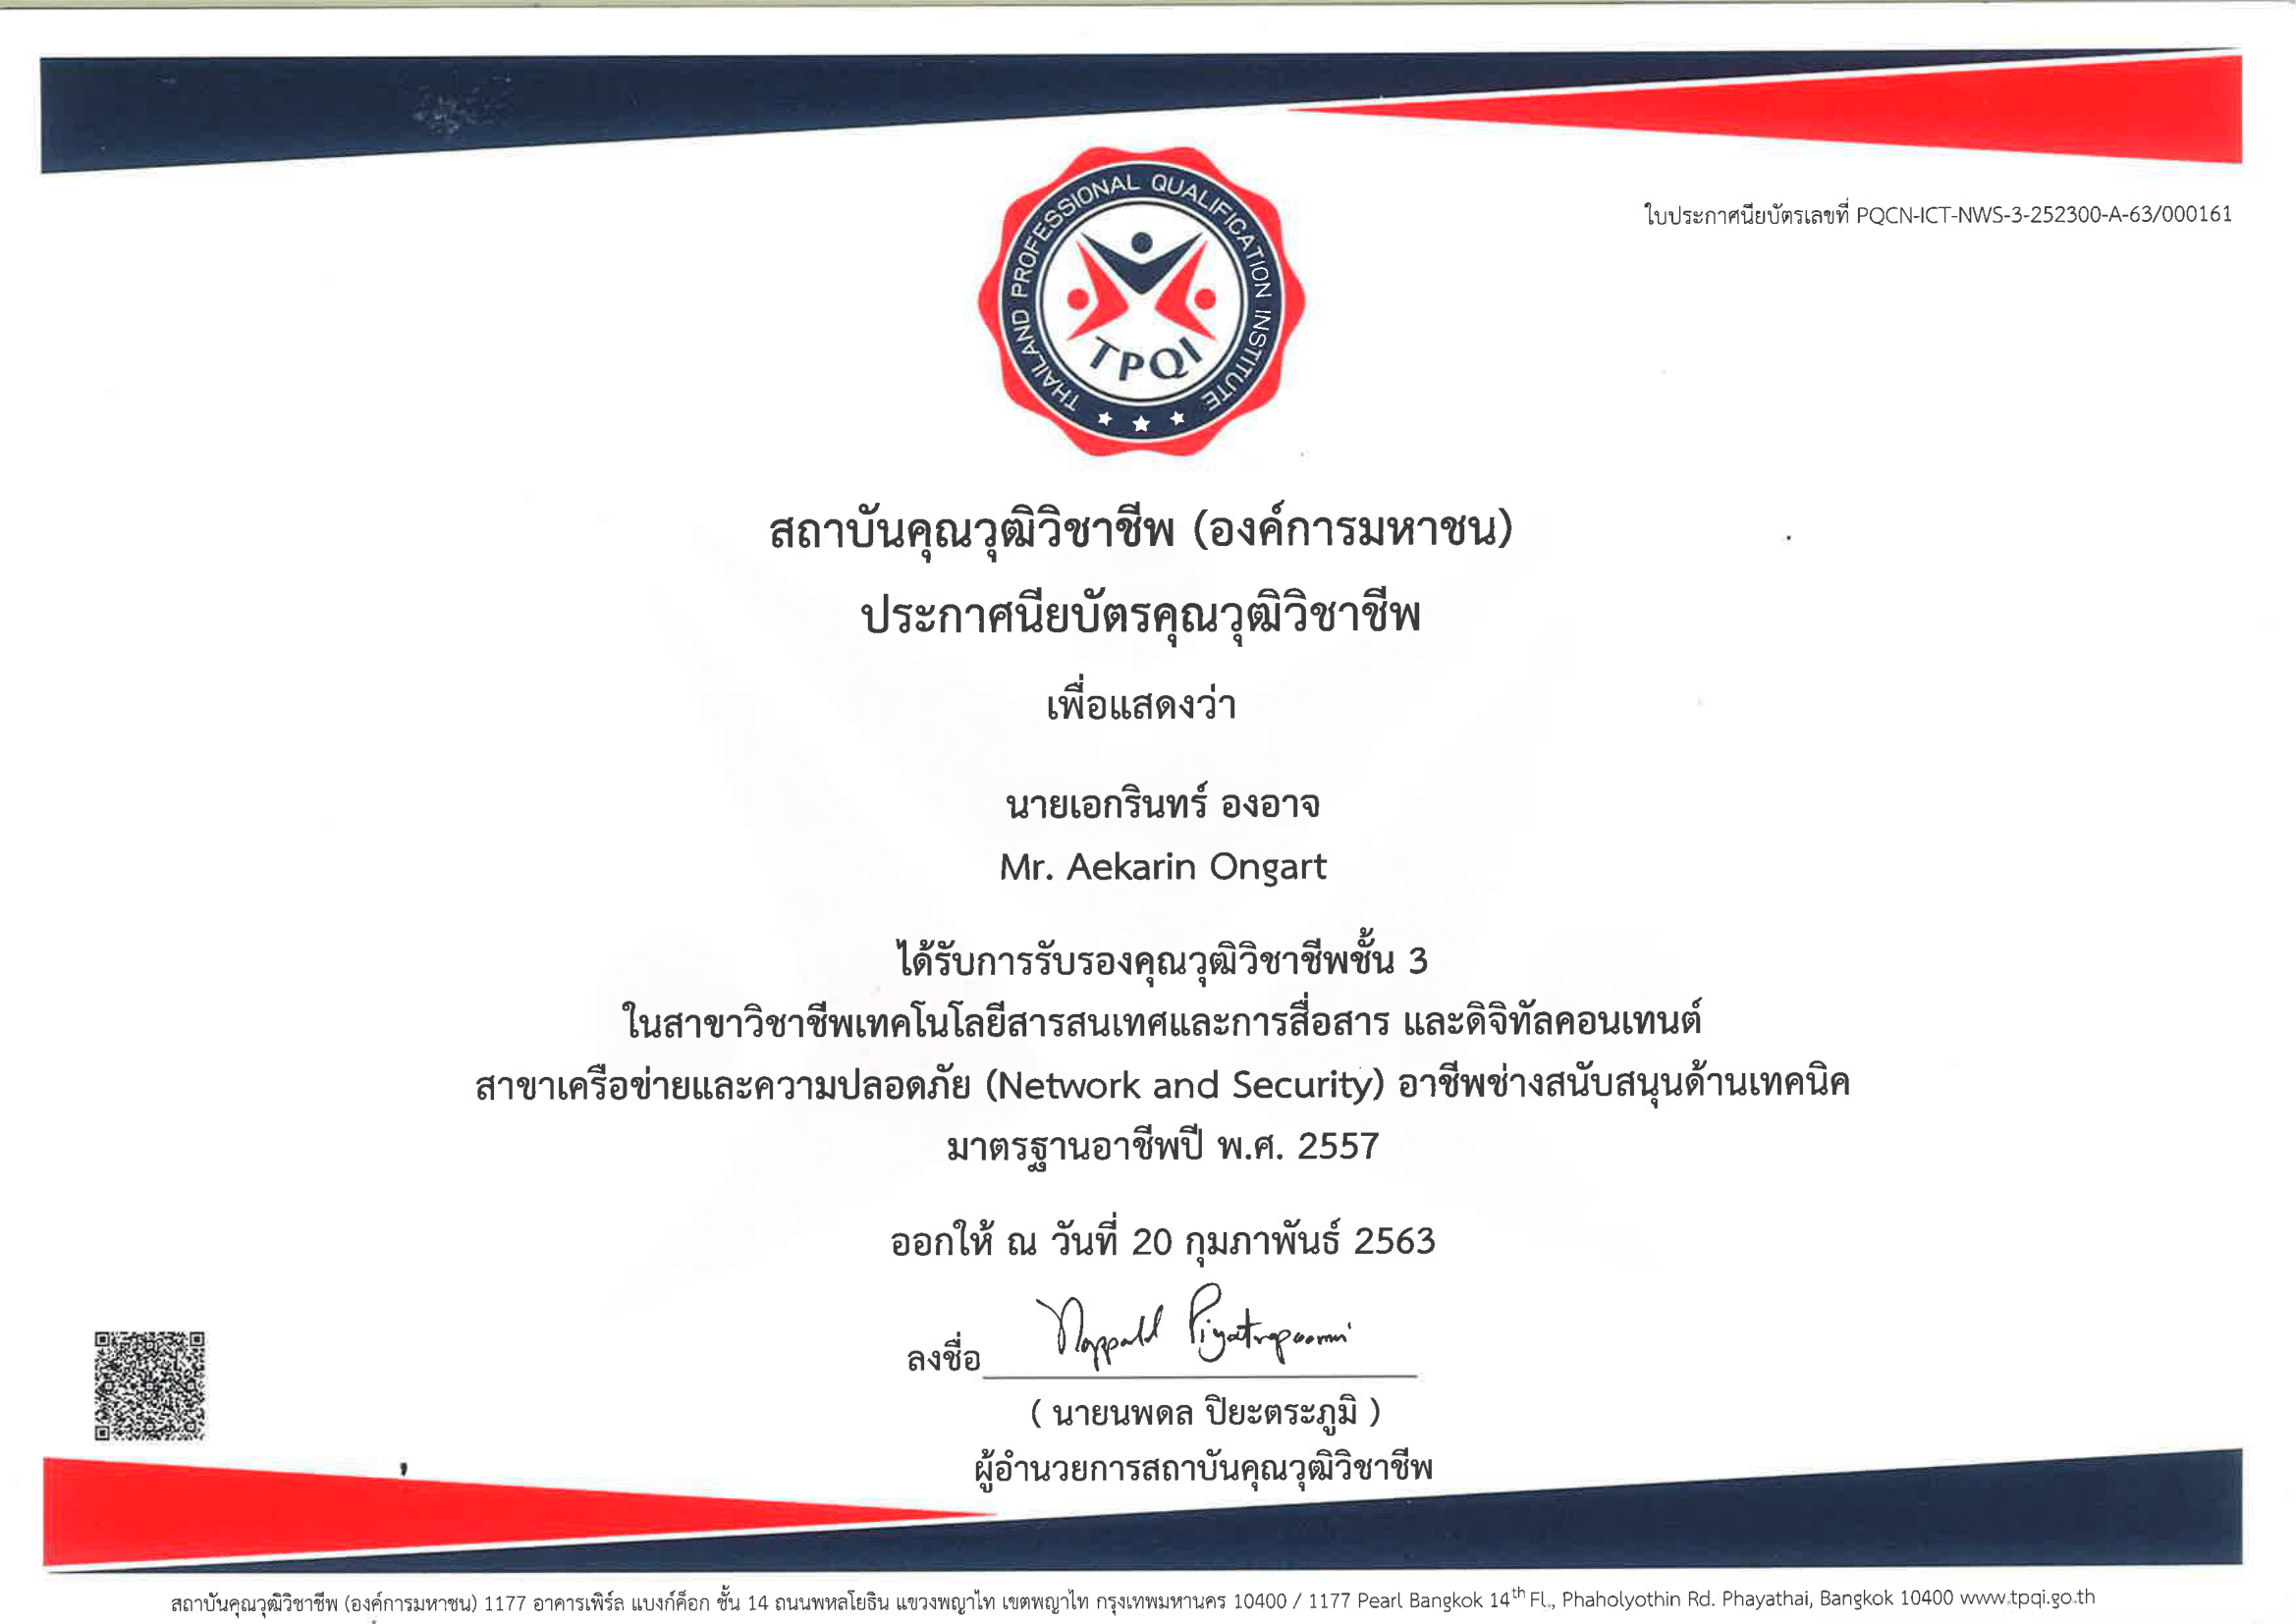 ใบประกาศนียบัตรเลขที่ PQCN-ICT-NWS-3-252300-A-63/000161
THAILAND PROFESSIONAL QUALIFICATION INSTITUTE
TPQI
สถาบันคุณวุฒิวิชาชีพ (องค์การมหาชน)
ประกาศนียบัตรคุณวุฒิวิชาชีพ
เพื่อแสดงว่า
นายเอกรินทร์ องอาจ
Mr. Aekarin Ongart
ได้รับการรับรองคุณวุฒิวิชาชีพชั้น 3
ในสาขาวิชาชีพเทคโนโลยีสารสนเทศและการสื่อสาร และดิจิทัลคอนเทนต์
สาขาเครือข่ายและความปลอดภัย (Network and Security) อาชีพช่างสนับสนุนด้านเทคนิค
มาตรฐานอาชีพปี พ.ศ. 2557
ออกให้ ณ วันที่ 20 กุมภาพันธ์ 2563
ลงชื่อ
( นายนพดล ปิยะตระภูมิ )
ผู้อำนวยการสถาบันคุณวุฒิวิชาชีพ
สถาบันคุณวุฒิวิชาชีพ (องค์การมหาชน) 1177 อาคารเพิร์ล แบงก์ค็อก ชั้น 14 ถนนพหลโยธิน แขวงพญาไท เขตพญาไท กรุงเทพมหานคร 10400 / 1177 Pearl Bangkok 14th FL., Phaholyothin Rd. Phayathai, Bangkok 10400 www.tpqi.go.th